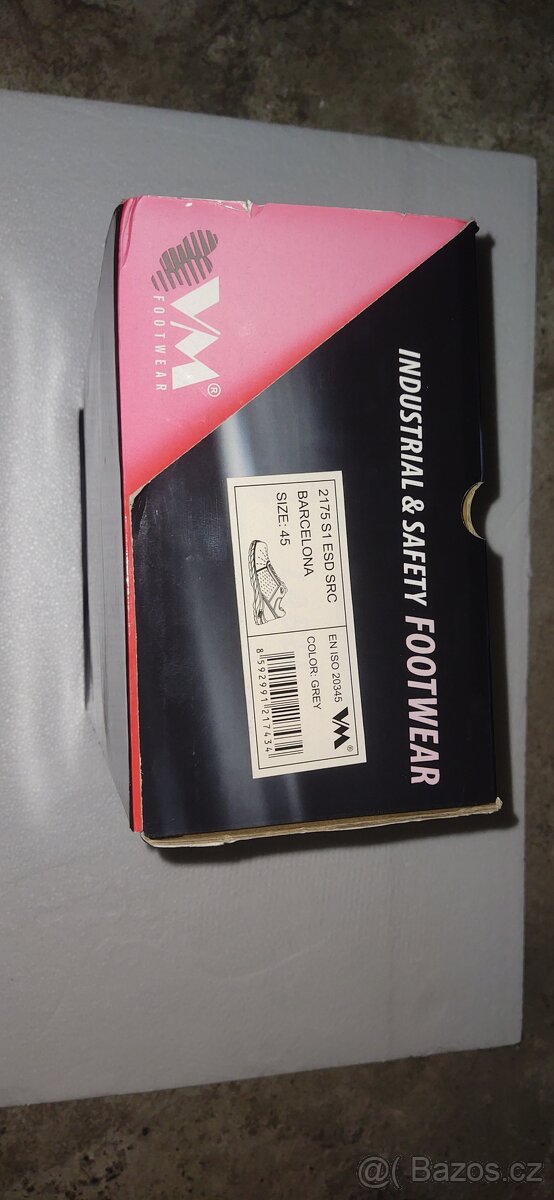 VM®
FOOTWEAR
INDUSTRIAL & SAFETY FOOTWEAR
2175 S1 ESD SRC
BARCELONA
SIZE: 45
EN ISO 20345
COLOR: GREY
VM®
8 592991 217434
@( Bazos.cz